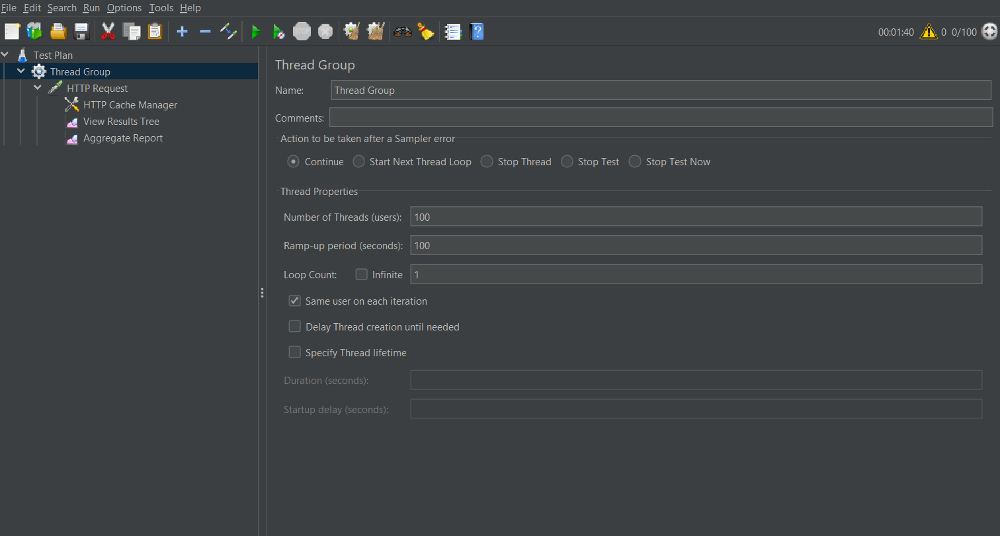 File Edit Search Run Options Tools Help
STOP 00:01:40 0 0/100
Test Plan
Thread Group
HTTP Request
HTTP Cache Manager
View Results Tree
Aggregate Report
Thread Group
Name: Thread Group
Comments:
Action to be taken after a Sampler error
Continue Start Next Thread Loop Stop Thread Stop Test Stop Test Now
Thread Properties
Number of Threads (users): 100
Ramp-up period (seconds): 100
Loop Count: Infinite 1
Same user on each iteration
Delay Thread creation until needed
Specify Thread lifetime
Duration (seconds):
Startup delay (seconds):